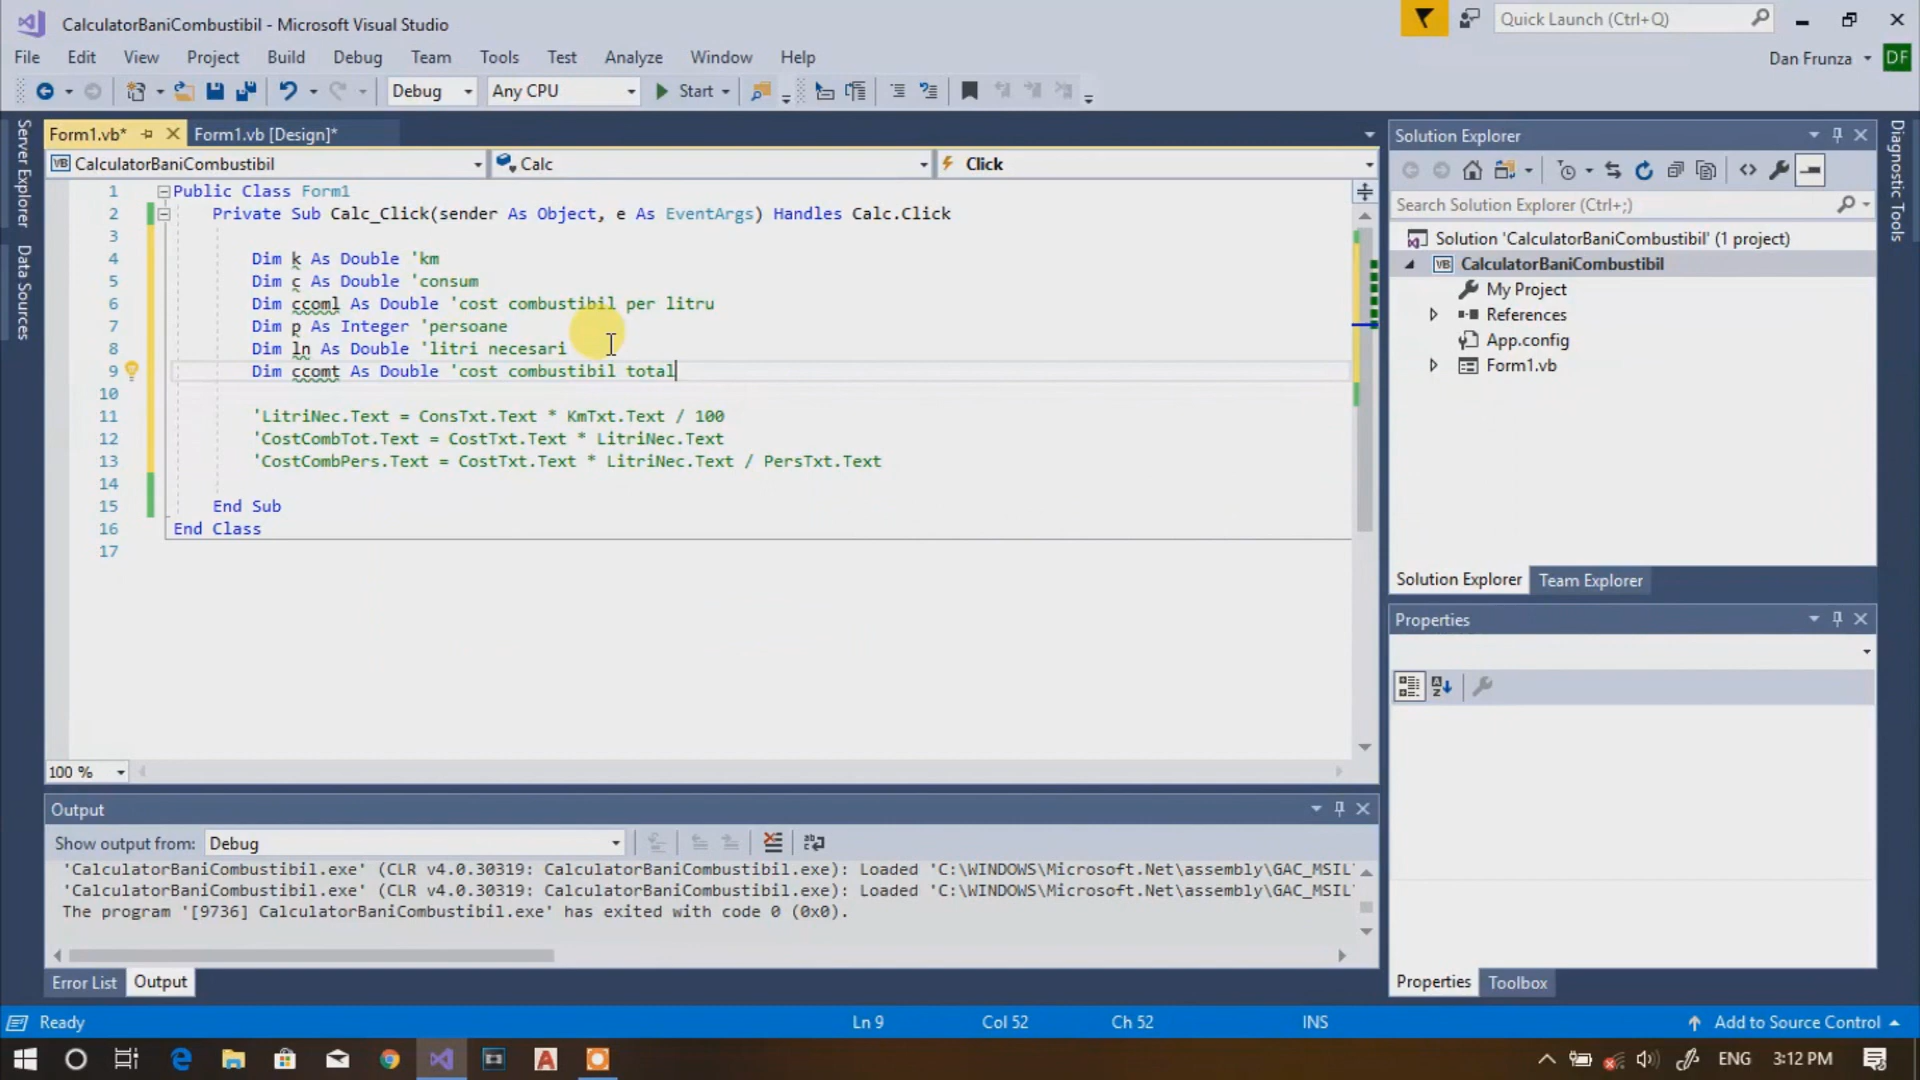 CalculatorBaniCombustibil - Microsoft Visual Studio
Quick Launch (Ctrl+Q)
File Edit View Project Build Debug Team Tools Test Analyze Window Help
Dan Frunza DF
Debug Any CPU Start
Server Explorer
Data Sources
Form1.vb* Form1.vb [Design]*
VB CalculatorBaniCombustibil Calc Click
1 Public Class Form1
2 Private Sub Calc_Click(sender As Object, e As EventArgs) Handles Calc.Click
3
4 Dim k As Double 'km
5 Dim c As Double 'consum
6 Dim ccoml As Double 'cost combustibil per litru
7 Dim p As Integer 'persoane
8 Dim ln As Double 'litri necesari
9 Dim ccomt As Double 'cost combustibil total
10
11 'LitriNec.Text = ConsTxt.Text * KmTxt.Text / 100
12 'CostCombTot.Text = CostTxt.Text * LitriNec.Text
13 'CostCombPers.Text = CostTxt.Text * LitriNec.Text / PersTxt.Text
14
15 End Sub
16 End Class
17
100 %
Output
Show output from: Debug
'CalculatorBaniCombustibil.exe' (CLR v4.0.30319: CalculatorBaniCombustibil.exe): Loaded 'C:\WINDOWS\Microsoft.Net\assembly\GAC_MSIL
'CalculatorBaniCombustibil.exe' (CLR v4.0.30319: CalculatorBaniCombustibil.exe): Loaded 'C:\WINDOWS\Microsoft.Net\assembly\GAC_MSIL
The program '[9736] CalculatorBaniCombustibil.exe' has exited with code 0 (0x0).
Error List Output
Solution Explorer
Search Solution Explorer (Ctrl+;)
Solution 'CalculatorBaniCombustibil' (1 project)
VB CalculatorBaniCombustibil
My Project
References
App.config
Form1.vb
Solution Explorer Team Explorer
Properties
Properties Toolbox
Diagnostic Tools
Ready Ln 9 Col 52 Ch 52 INS Add to Source Control
ENG 3:12 PM